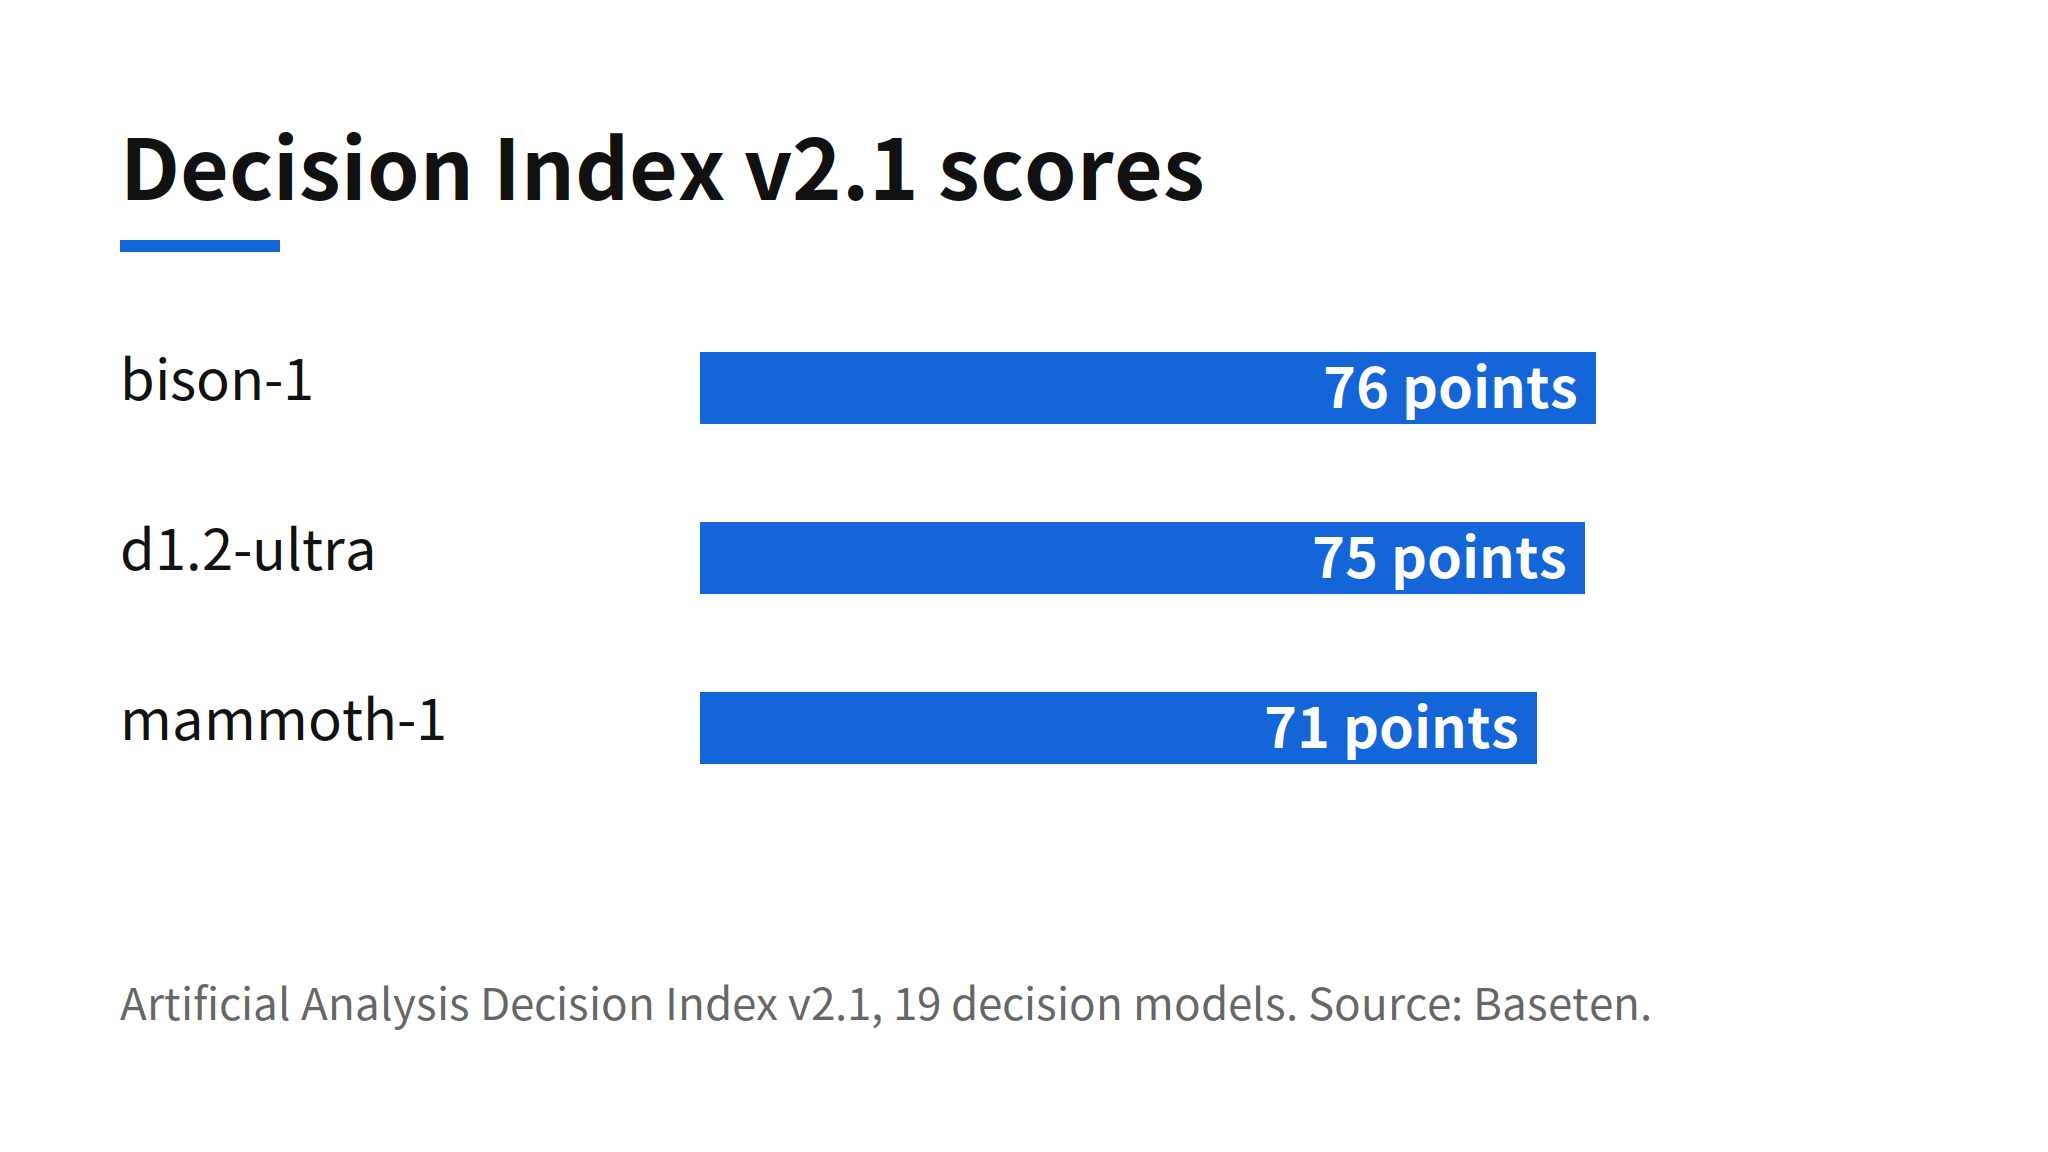 Decision Index v2.1 scores
bison-1
76 points
d1.2-ultra
75 points
mammoth-1
71 points
Artificial Analysis Decision Index v2.1, 19 decision models. Source: Baseten.